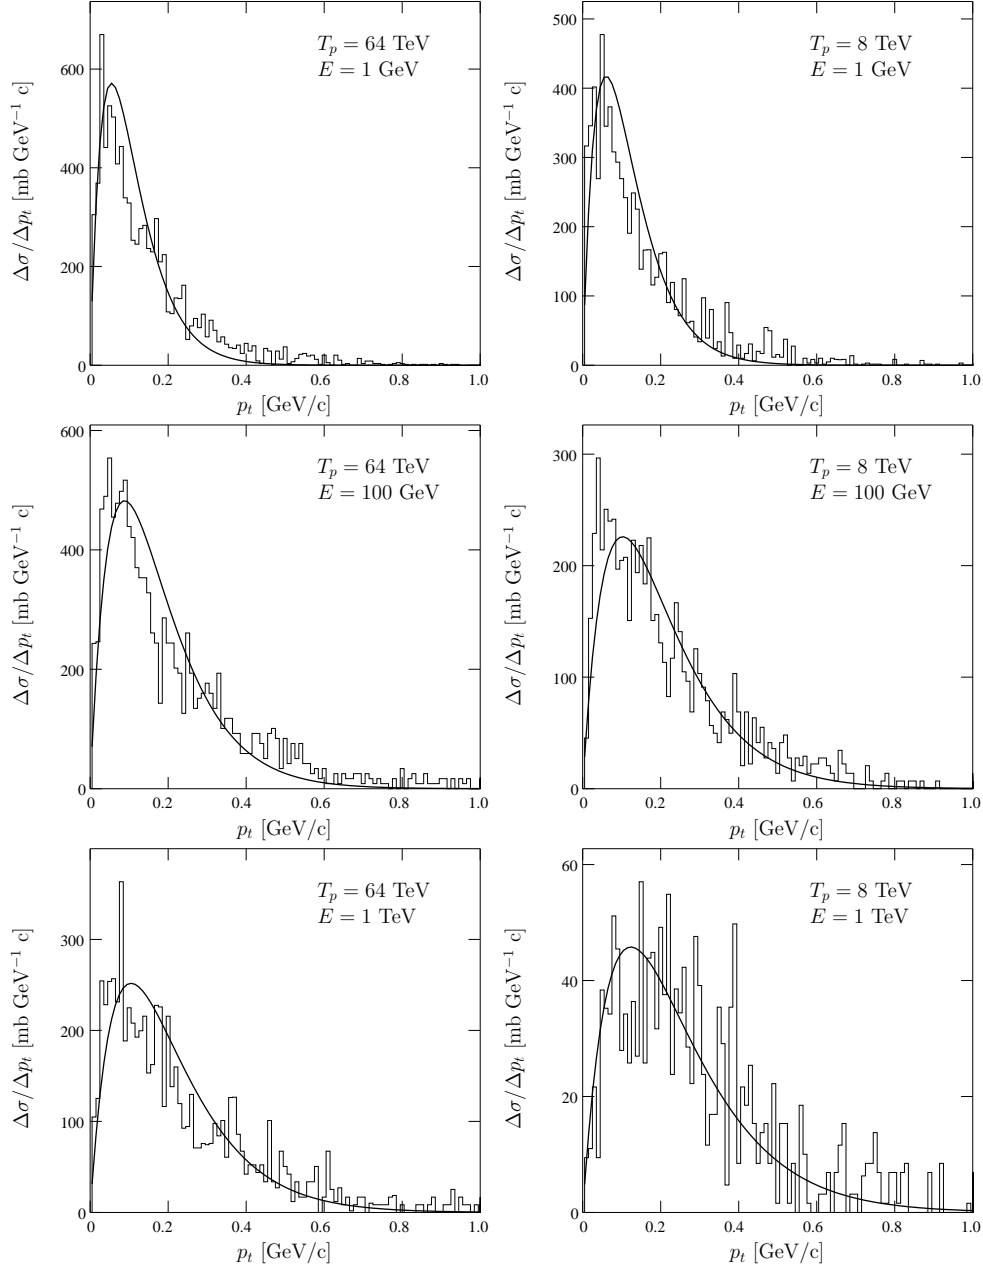 Δσ/Δp_t [mb GeV⁻¹ c]
600
400
200
0
T_p = 64 TeV
E = 1 GeV
0 0.2 0.4 0.6 0.8 1.0
p_t [GeV/c]
Δσ/Δp_t [mb GeV⁻¹ c]
500
400
300
200
100
0
T_p = 8 TeV
E = 1 GeV
0 0.2 0.4 0.6 0.8 1.0
p_t [GeV/c]
Δσ/Δp_t [mb GeV⁻¹ c]
600
400
200
0
T_p = 64 TeV
E = 100 GeV
0 0.2 0.4 0.6 0.8 1.0
p_t [GeV/c]
Δσ/Δp_t [mb GeV⁻¹ c]
300
200
100
0
T_p = 8 TeV
E = 100 GeV
0 0.2 0.4 0.6 0.8 1.0
p_t [GeV/c]
Δσ/Δp_t [mb GeV⁻¹ c]
300
200
100
0
T_p = 64 TeV
E = 1 TeV
0 0.2 0.4 0.6 0.8 1.0
p_t [GeV/c]
Δσ/Δp_t [mb GeV⁻¹ c]
60
40
20
0
T_p = 8 TeV
E = 1 TeV
0 0.2 0.4 0.6 0.8 1.0
p_t [GeV/c]